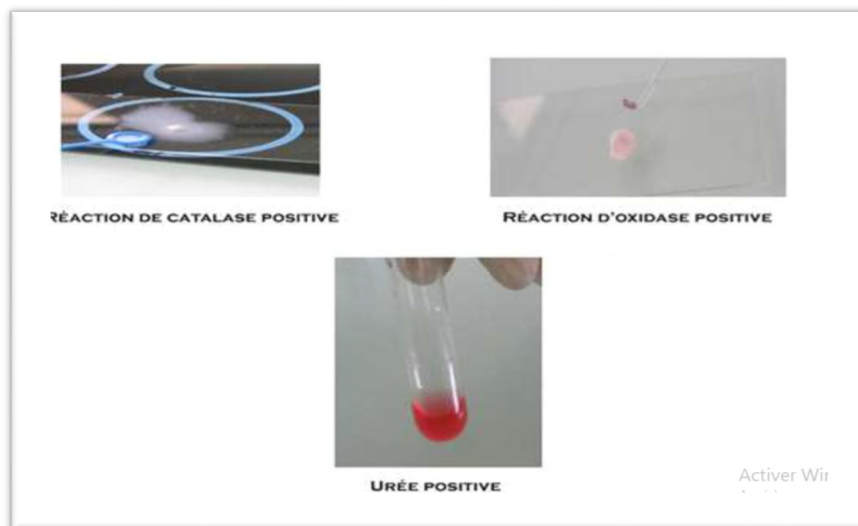 RÉACTION DE CATALASE POSITIVE
RÉACTION D'OXIDASE POSITIVE
URÉE POSITIVE
Activer Wir